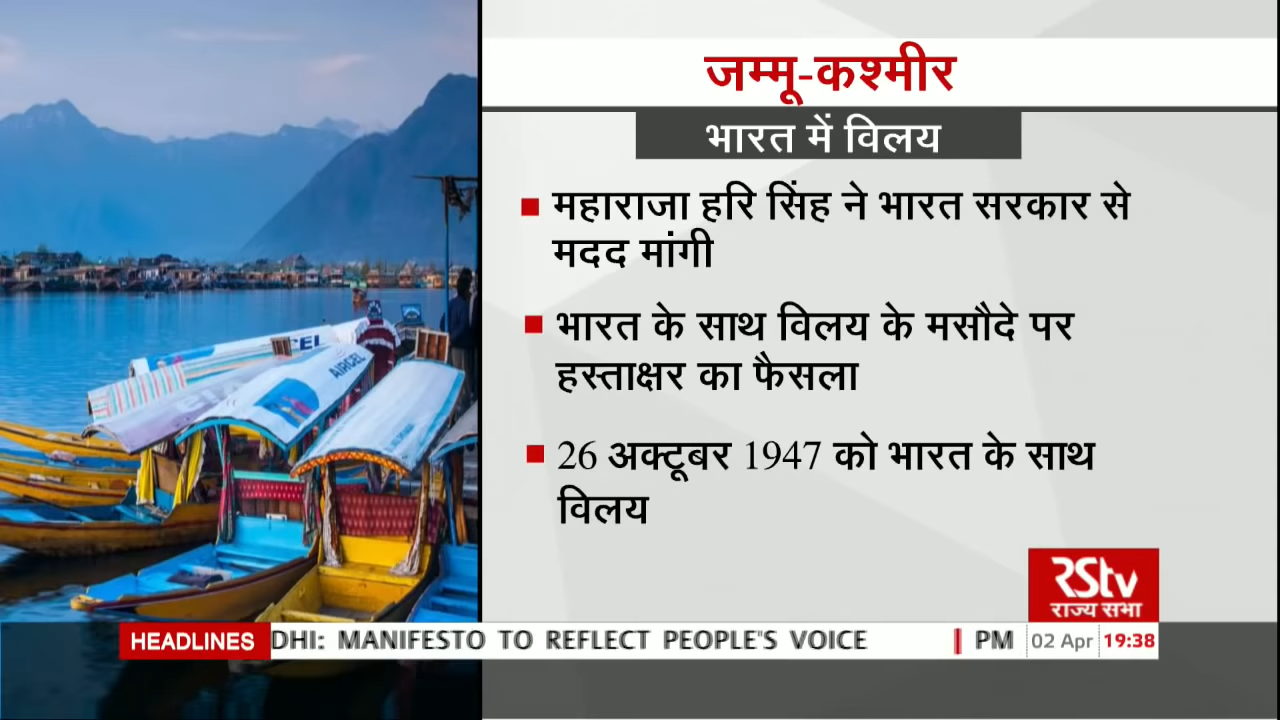 जम्मू-कश्मीर
भारत में विलय
महाराजा हरि सिंह ने भारत सरकार से
मदद मांगी
भारत के साथ विलय के मसौदे पर
हस्ताक्षर का फैसला
26 अक्टूबर 1947 को भारत के साथ
विलय
CEL
AIRCEL
RStv
राज्य सभा
HEADLINES DHI: MANIFESTO TO REFLECT PEOPLE'S VOICE | PM 02 Apr 19:38